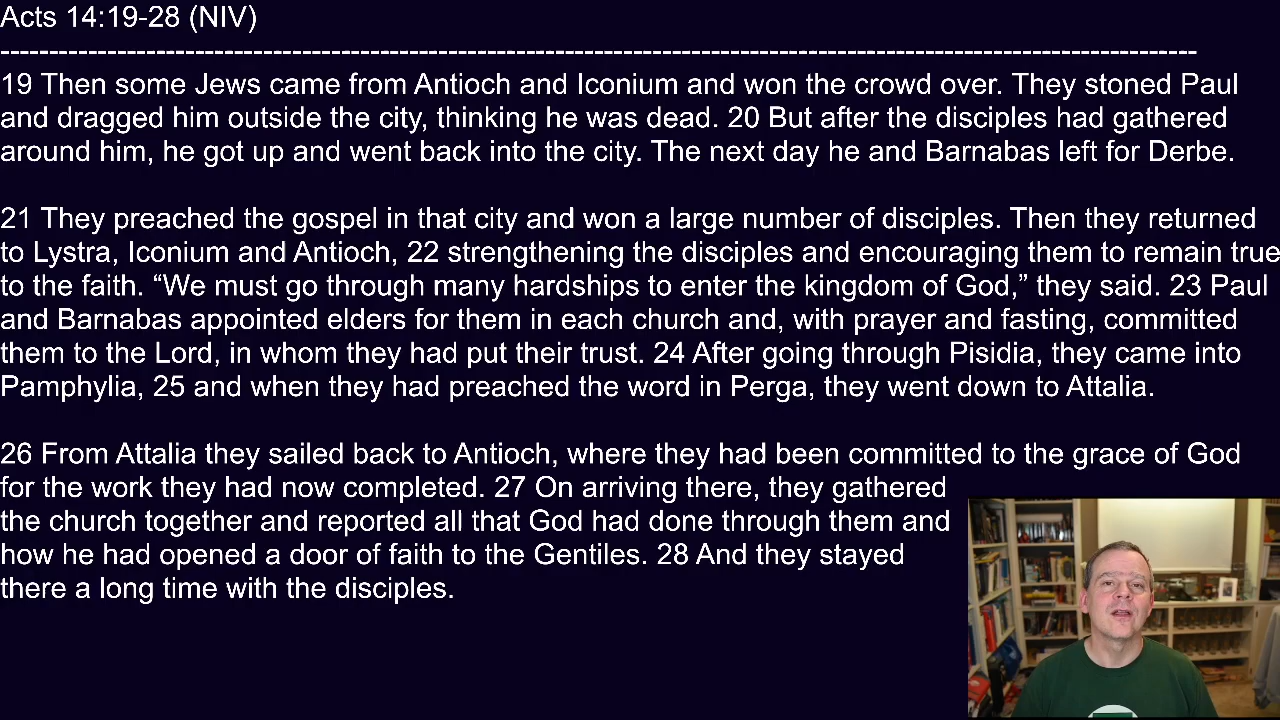 Acts 14:19-28 (NIV)
---------------------------------------------------------------------------------------------------------------------------
19 Then some Jews came from Antioch and Iconium and won the crowd over. They stoned Paul
and dragged him outside the city, thinking he was dead. 20 But after the disciples had gathered
around him, he got up and went back into the city. The next day he and Barnabas left for Derbe.
21 They preached the gospel in that city and won a large number of disciples. Then they returned
to Lystra, Iconium and Antioch, 22 strengthening the disciples and encouraging them to remain true
to the faith. “We must go through many hardships to enter the kingdom of God,” they said. 23 Paul
and Barnabas appointed elders for them in each church and, with prayer and fasting, committed
them to the Lord, in whom they had put their trust. 24 After going through Pisidia, they came into
Pamphylia, 25 and when they had preached the word in Perga, they went down to Attalia.
26 From Attalia they sailed back to Antioch, where they had been committed to the grace of God
for the work they had now completed. 27 On arriving there, they gathered
the church together and reported all that God had done through them and
how he had opened a door of faith to the Gentiles. 28 And they stayed
there a long time with the disciples.